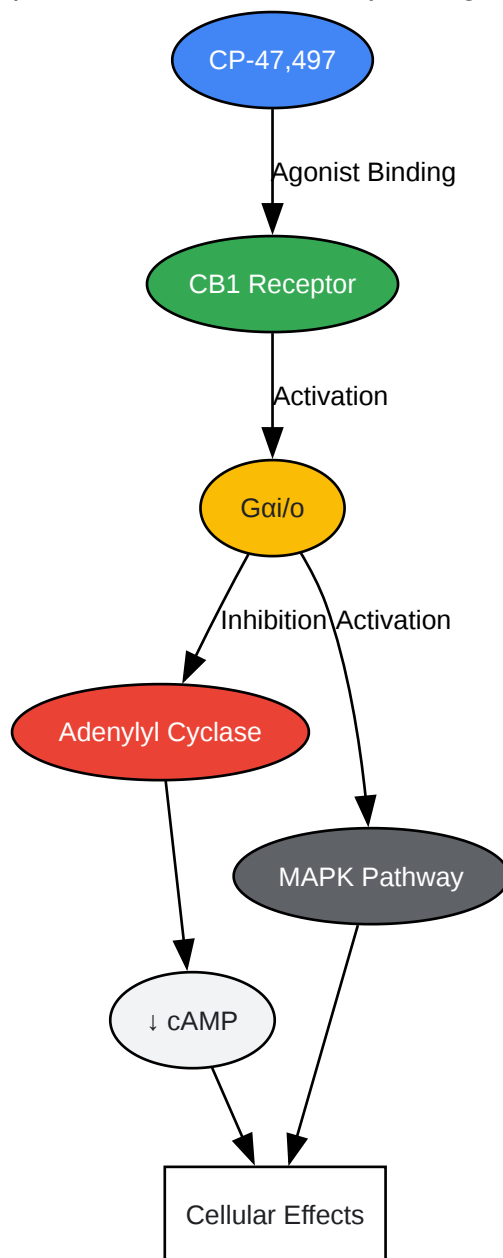 CP-47,497
Agonist Binding
CB1 Receptor
Activation
Gαi/o
Inhibition
Activation
Adenylyl Cyclase
MAPK Pathway
↓ cAMP
Cellular Effects